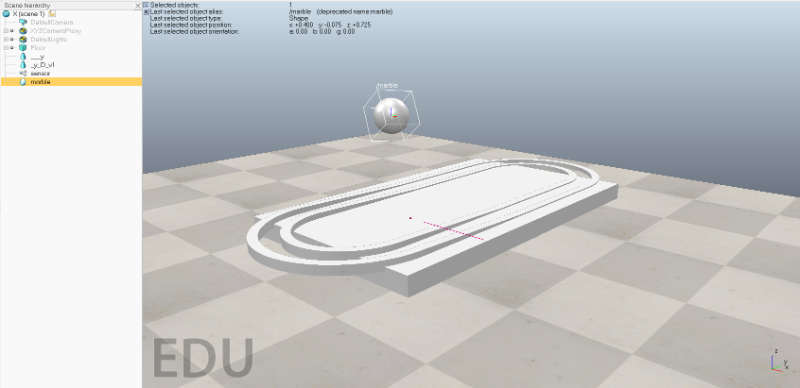 Scene hierarchy
X (scene 1)
DefaultCamera
XYZCameraProxy
DefaultLights
Floor
___y
_y_D_v1
sensor
marble
Selected objects: 1
Last selected object alias: /marble (deprecated name:marble)
Last selected object type: Shape
Last selected object position: x: +0.400 y: -0.075 z: +0.725
Last selected object orientation: a: 0.00 b: 0.00 g: 0.00
marble
EDU
z
y
x